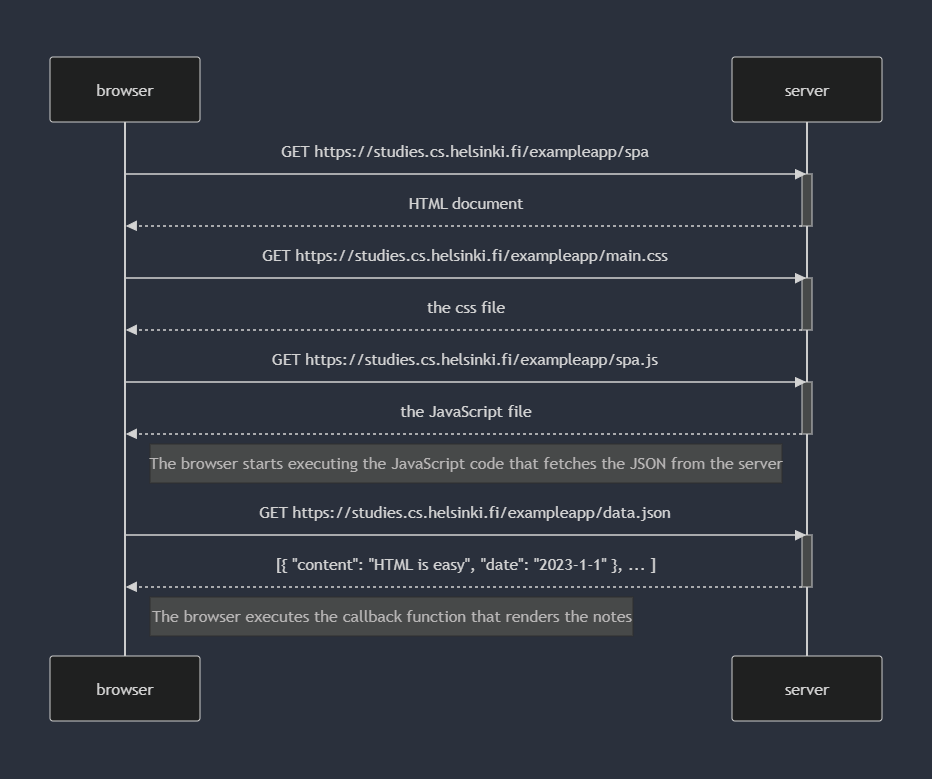 browser
server
GET https://studies.cs.helsinki.fi/exampleapp/spa
HTML document
GET https://studies.cs.helsinki.fi/exampleapp/main.css
the css file
GET https://studies.cs.helsinki.fi/exampleapp/spa.js
the JavaScript file
The browser starts executing the JavaScript code that fetches the JSON from the server
GET https://studies.cs.helsinki.fi/exampleapp/data.json
[{ "content": "HTML is easy", "date": "2023-1-1" }, ... ]
The browser executes the callback function that renders the notes
browser
server